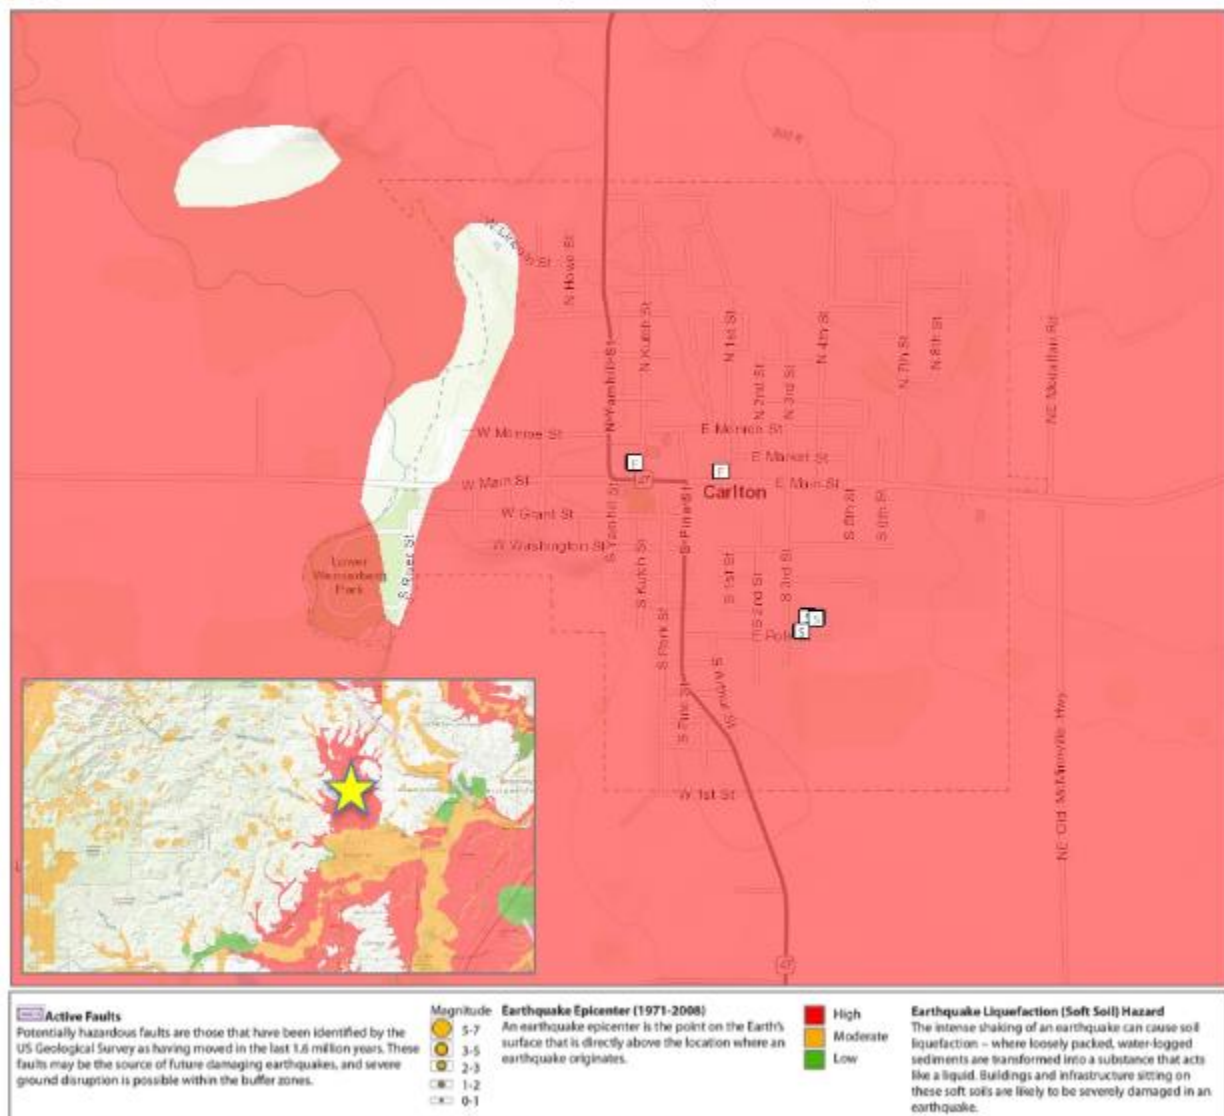 W Lincoln St
N Howe St
N Yamhill St
N Kutch St
N 1st St
N 2nd St
N 3rd St
N 4th St
N 7th St
N 8th St
NE Moffattan Rd
W Monroe St
E Monroe St
E Market St
F
F
47
W Main St
Carlton
E Main St
W Grant St
W Washington St
S Yamhill St
S Pine St
S 5th St
S 6th St
Lower
Wennerberg
Park
S River St
S Kutch St
S 1st St
S 2nd St
S 3rd St
S
S
Polk
S Park St
S Pine St
S Arthur S
W 1st St
NE Old McMinnville Hwy
47
Active Faults
Potentially hazardous faults are those that have been identified by the
US Geological Survey as having moved in the last 1.6 million years. These
faults may be the source of future damaging earthquakes, and severe
ground disruption is possible within the buffer zones.
Magnitude
5-7
3-5
2-3
1-2
0-1
Earthquake Epicenter (1971-2008)
An earthquake epicenter is the point on the Earth's
surface that is directly above the location where an
earthquake originates.
High
Moderate
Low
Earthquake Liquefaction (Soft Soil) Hazard
The intense shaking of an earthquake can cause soil
liquefaction – where loosely packed, water-logged
sediments are transformed into a substance that acts
like a liquid. Buildings and infrastructure sitting on
these soft soils are likely to be severely damaged in an
earthquake.